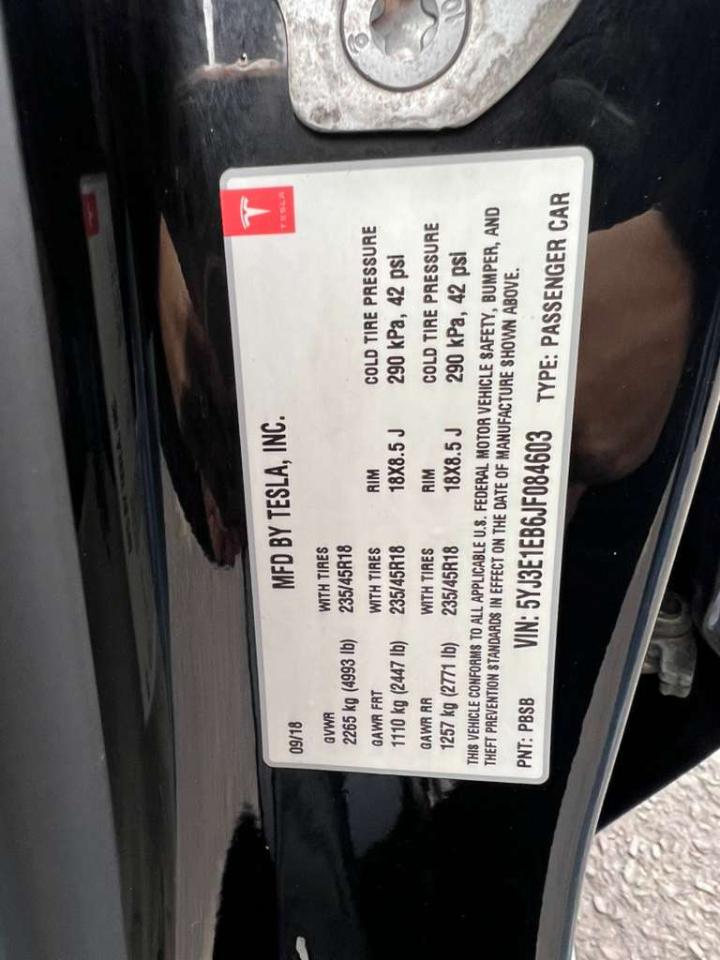 TESLA
MFD BY TESLA, INC.
09/18
GVWR WITH TIRES
2265 kg (4993 lb) 235/45R18
GAWR FRT WITH TIRES RIM COLD TIRE PRESSURE
1110 kg (2447 lb) 235/45R18 18X8.5 J 290 kPa, 42 psi
GAWR RR WITH TIRES RIM COLD TIRE PRESSURE
1257 kg (2771 lb) 235/45R18 18X8.5 J 290 kPa, 42 psi
THIS VEHICLE CONFORMS TO ALL APPLICABLE U.S. FEDERAL MOTOR VEHICLE SAFETY, BUMPER, AND
THEFT PREVENTION STANDARDS IN EFFECT ON THE DATE OF MANUFACTURE SHOWN ABOVE.
PNT: PBSB VIN: 5YJ3E1EB6JF084603 TYPE: PASSENGER CAR